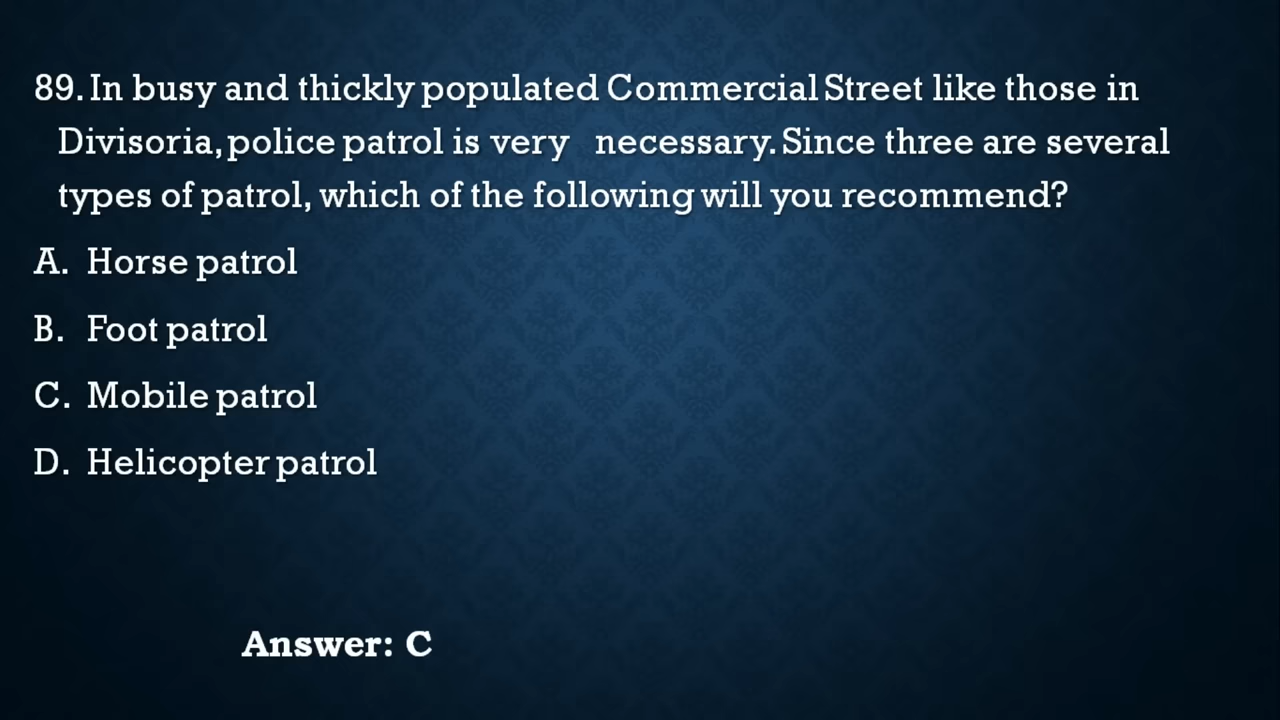 89. In busy and thickly populated Commercial Street like those in
Divisoria, police patrol is very necessary. Since three are several
types of patrol, which of the following will you recommend?
A. Horse patrol
B. Foot patrol
C. Mobile patrol
D. Helicopter patrol
Answer: C